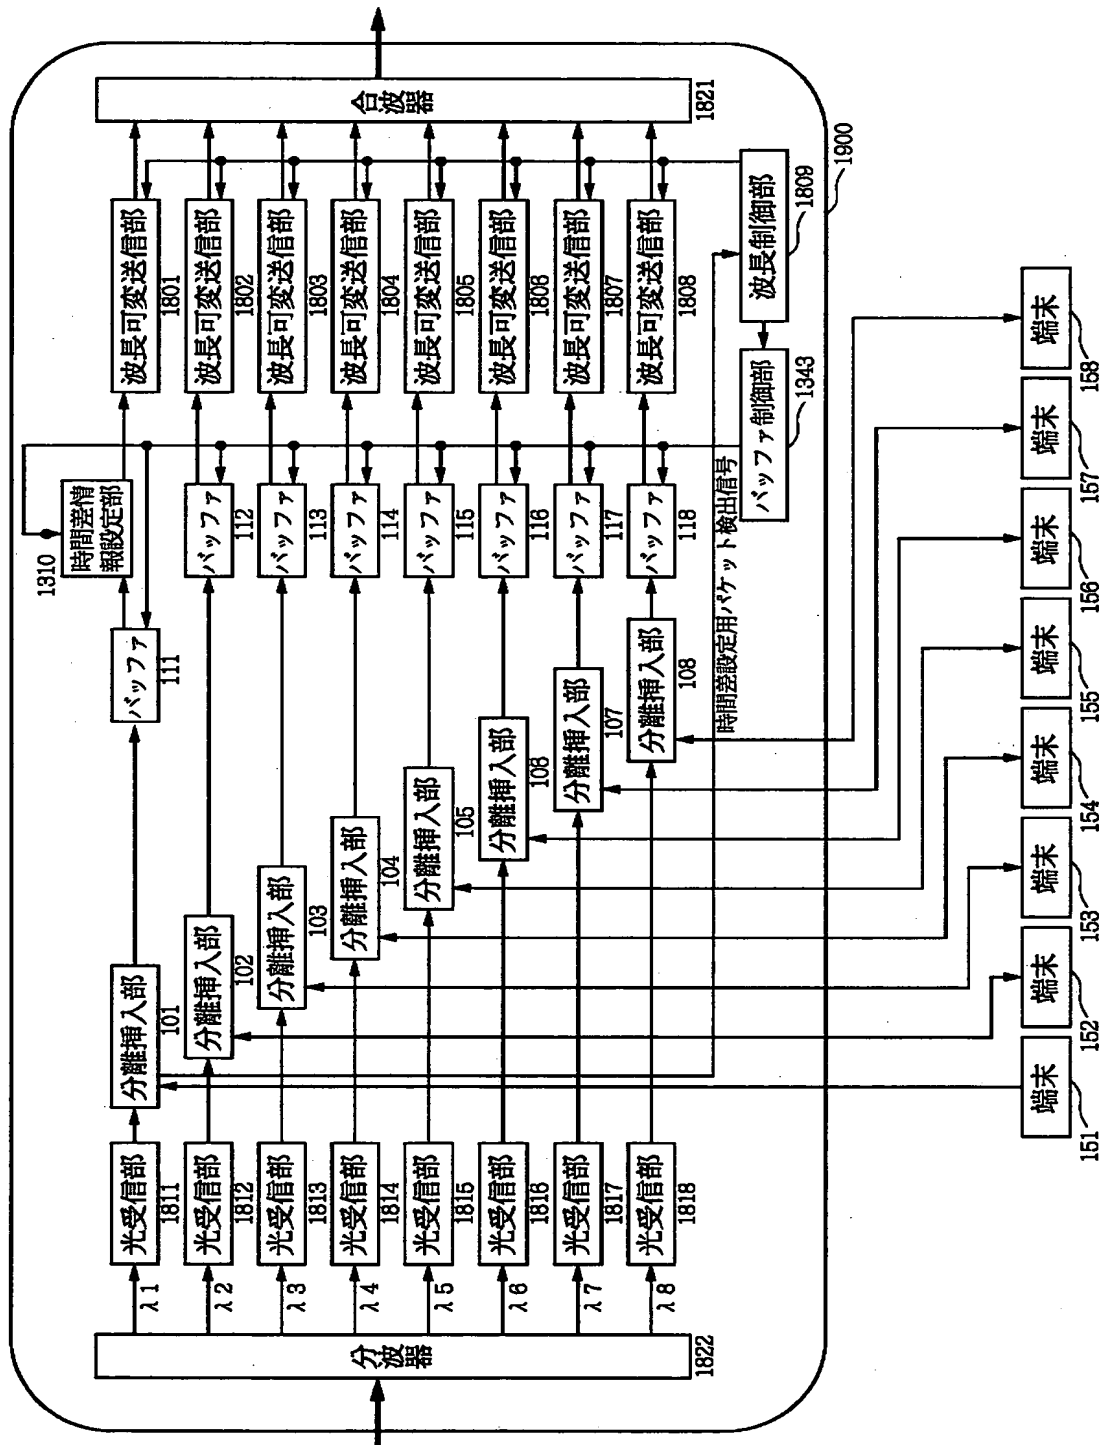 分波器
1822
λ1
λ2
λ3
λ4
λ5
λ6
λ7
λ8
光受信部
1811
光受信部
1812
光受信部
1813
光受信部
1814
光受信部
1815
光受信部
1816
光受信部
1817
光受信部
1818
分離挿入部
101
分離挿入部
102
分離挿入部
103
分離挿入部
104
分離挿入部
105
分離挿入部
108
分離挿入部
107
分離挿入部
108
バッファ
111
1310
時間差情
報設定部
バッファ
112
バッファ
113
バッファ
114
バッファ
115
バッファ
116
バッファ
117
バッファ
118
時間差設定用パケット検出信号
バッファ制御部
1343
波長可変送信部
1801
波長可変送信部
1802
波長可変送信部
1803
波長可変送信部
1804
波長可変送信部
1805
波長可変送信部
1806
波長可変送信部
1807
波長可変送信部
1808
波長制御部
1809
合波器
1821
1900
端末
151
端末
152
端末
153
端末
154
端末
155
端末
156
端末
157
端末
158